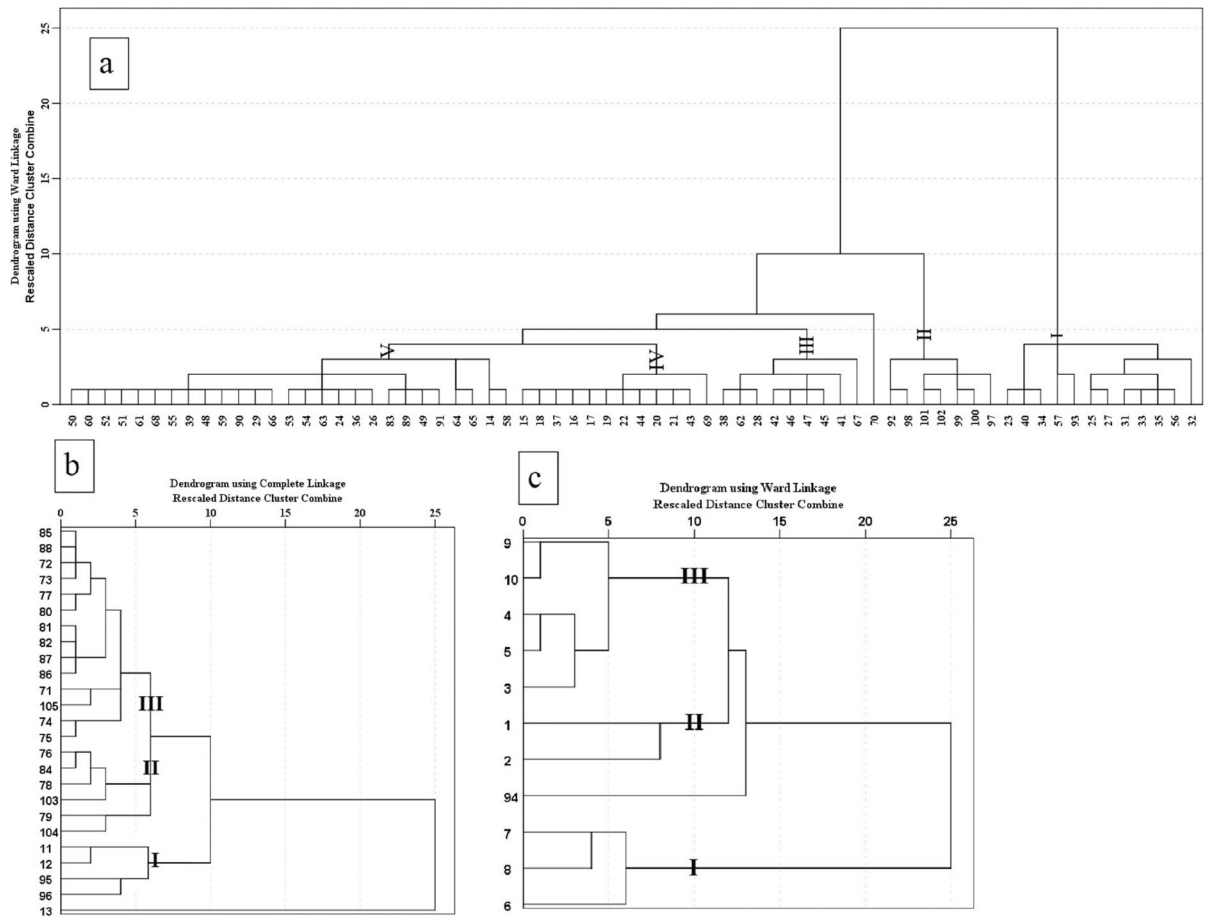 a
Dendrogram using Ward Linkage
Rescaled Distance Cluster Combine
25
20
15
10
5
0
V
IV
III
II
I
50 60 52 51 61 68 55 39 48 59 90 29 66 53 54 63 24 36 26 83 89 49 91 64 65 14 58 15 18 37 16 17 19 22 44 20 21 43 69 38 62 28 42 46 47 45 41 67 70 92 98 101 102 99 100 97 23 40 34 57 93 25 27 31 33 35 56 32
b
Dendrogram using Complete Linkage
Rescaled Distance Cluster Combine
0 5 10 15 20 25
85
88
72
73
77
80
81
82
87
86
71
105
III
74
75
76
84
II
78
103
79
104
11
12
I
95
96
13
c
Dendrogram using Ward Linkage
Rescaled Distance Cluster Combine
0 5 10 15 20 25
9
10
III
4
5
3
1
II
2
94
7
8
I
6